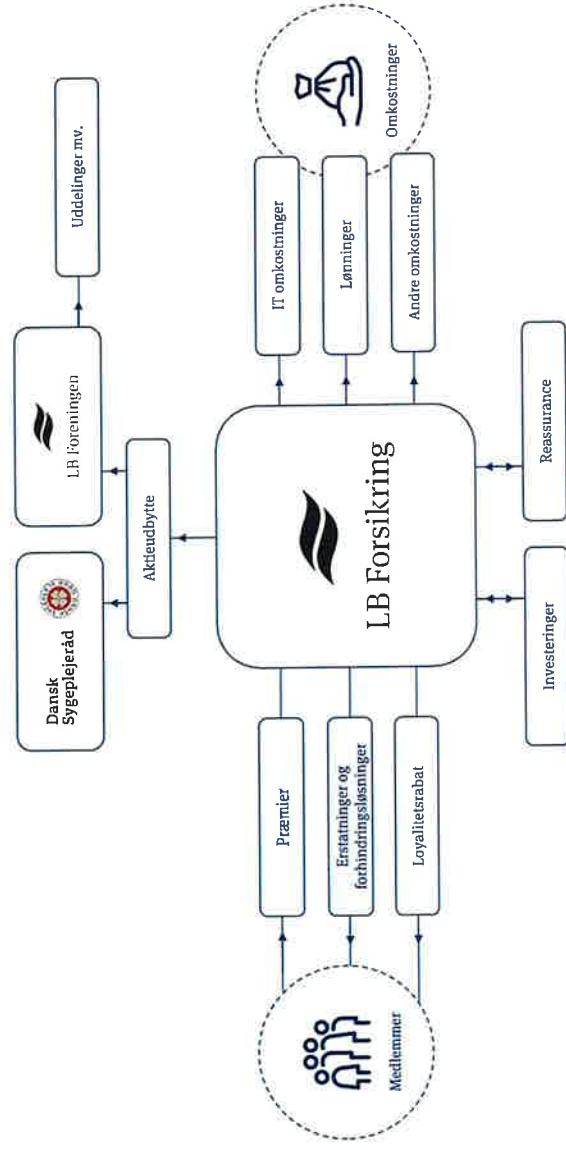 Dansk
Sygeplejeråd
LB Foreningen
Uddelinger mv.
Aktieudbytte
Præmier
Erstatninger og
forhindringsløsninger
Loyalitetsrabat
Medlemmer
LB Forsikring
IT omkostninger
Lønninger
Andre omkostninger
Omkostninger
Investeringer
Reassurance